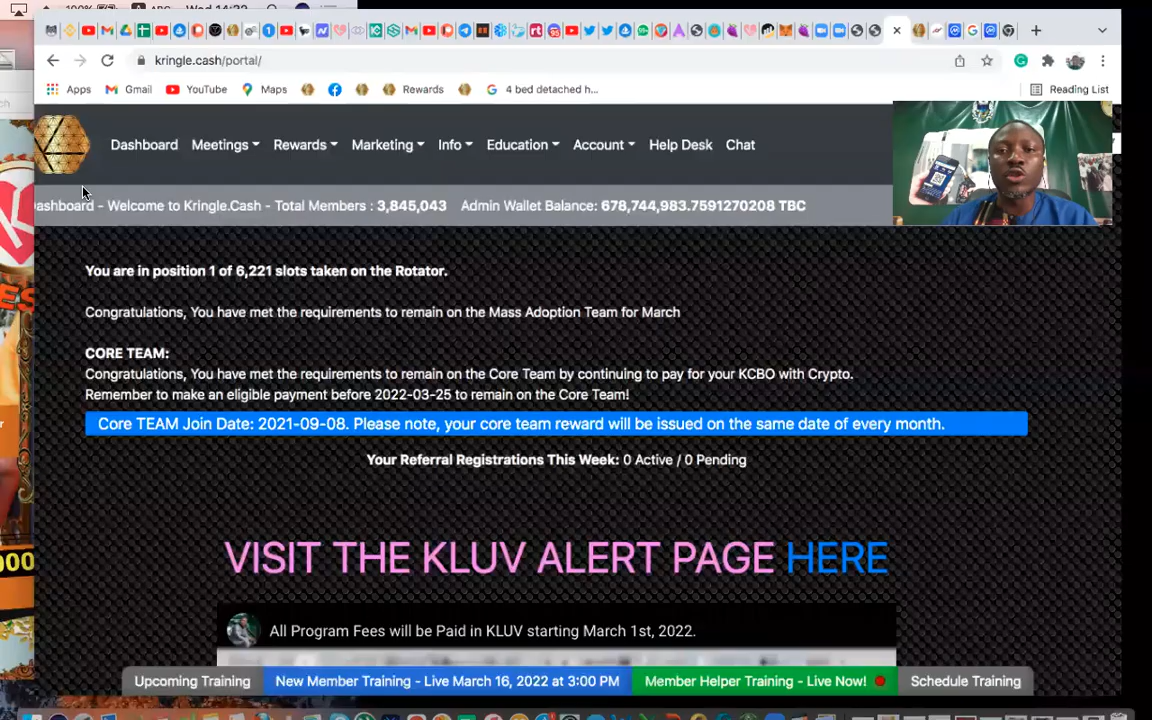 100%
ABC
Wed 14:32
kringle.cash/portal/
Apps
Gmail
YouTube
Maps
Rewards
4 bed detached h...
Reading List
Dashboard
Meetings
Rewards
Marketing
Info
Education
Account
Help Desk
Chat
Dashboard - Welcome to Kringle.Cash - Total Members : 3,845,043 Admin Wallet Balance: 678,744,983.7591270208 TBC
You are in position 1 of 6,221 slots taken on the Rotator.
Congratulations, You have met the requirements to remain on the Mass Adoption Team for March
CORE TEAM:
Congratulations, You have met the requirements to remain on the Core Team by continuing to pay for your KCBO with Crypto.
Remember to make an eligible payment before 2022-03-25 to remain on the Core Team!
Core TEAM Join Date: 2021-09-08. Please note, your core team reward will be issued on the same date of every month.
Your Referral Registrations This Week: 0 Active / 0 Pending
VISIT THE KLUV ALERT PAGE HERE
All Program Fees will be Paid in KLUV starting March 1st, 2022.
Upcoming Training
New Member Training - Live March 16, 2022 at 3:00 PM
Member Helper Training - Live Now!
Schedule Training